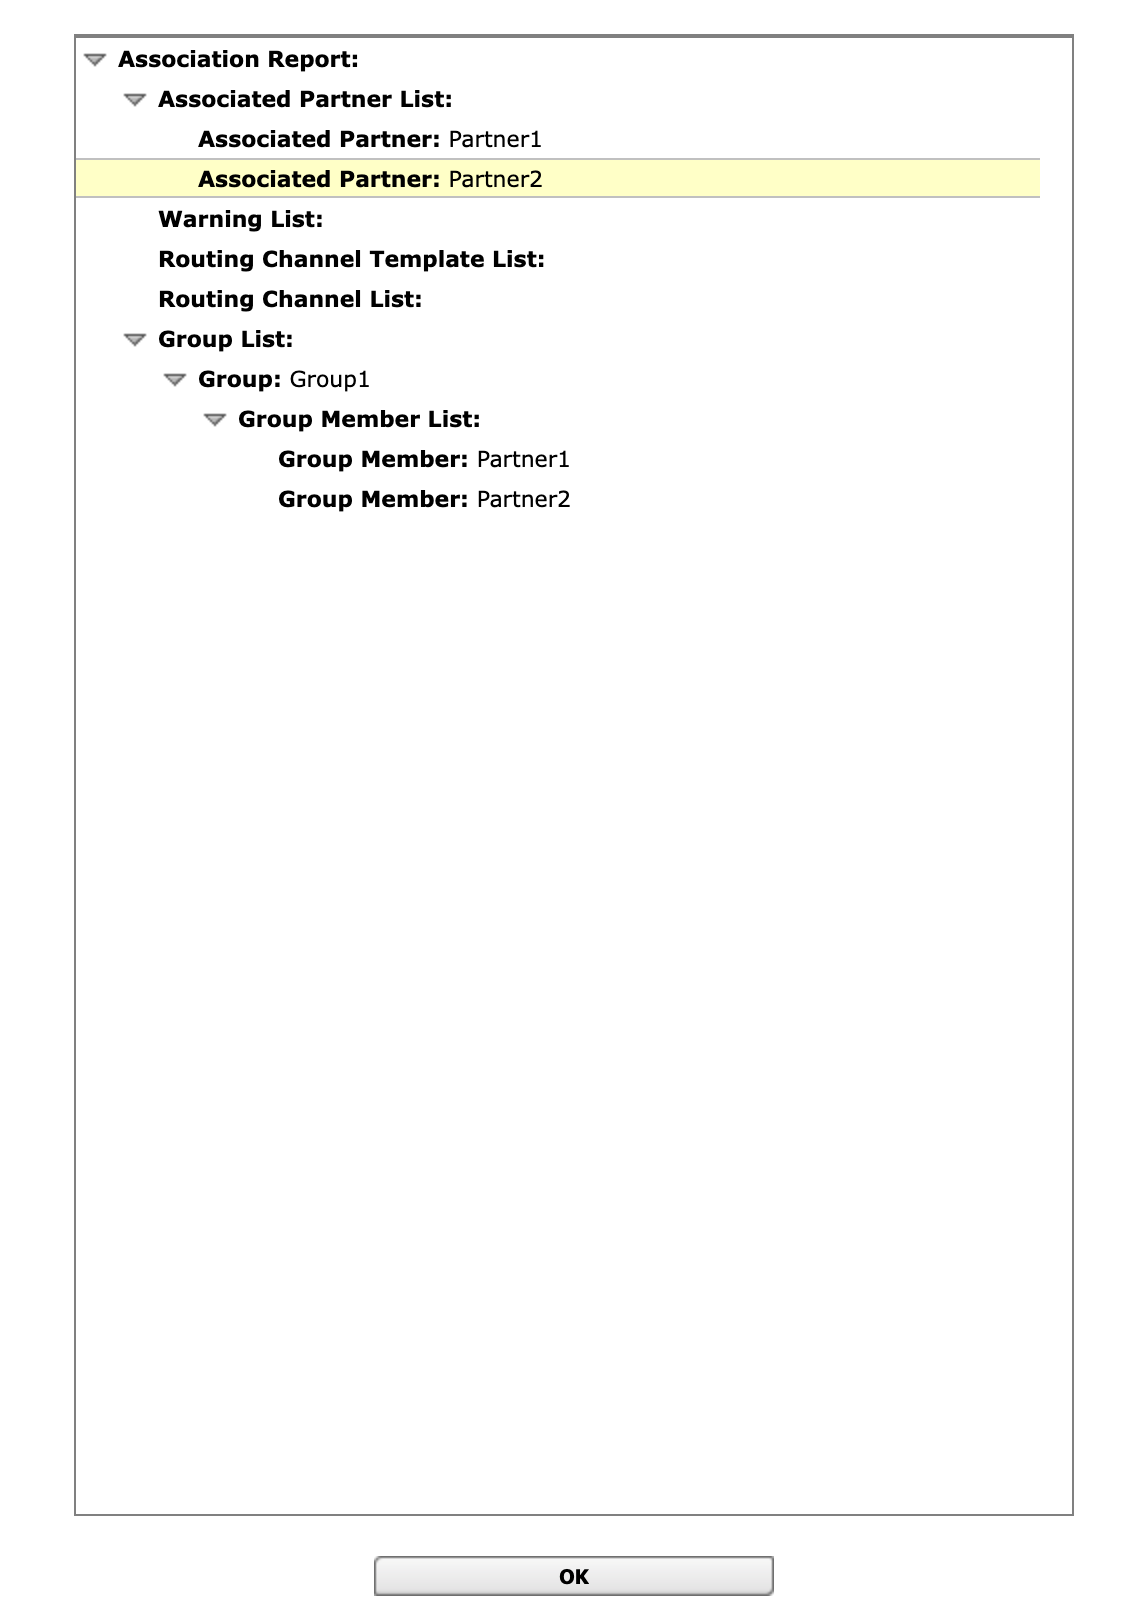 Association Report:
Associated Partner List:
Associated Partner: Partner1
Associated Partner: Partner2
Warning List:
Routing Channel Template List:
Routing Channel List:
Group List:
Group: Group1
Group Member List:
Group Member: Partner1
Group Member: Partner2
OK